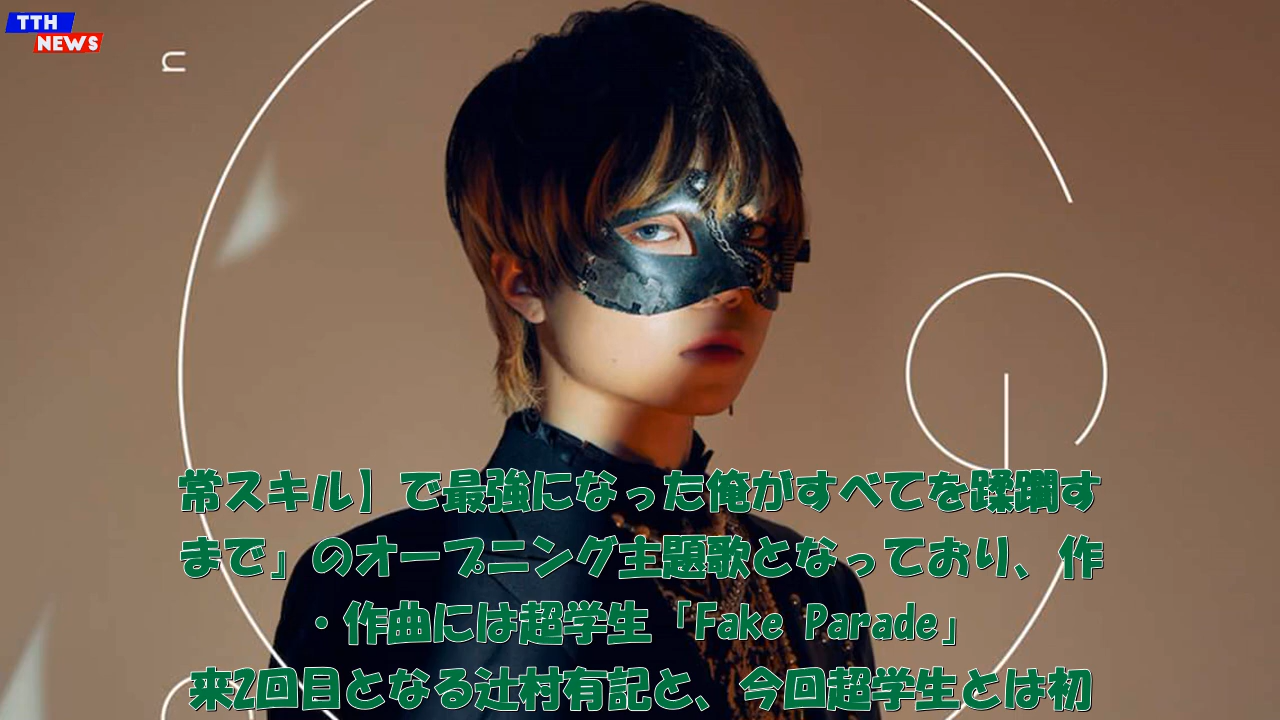 TTH
NEWS
n
常スキル】で最強になった俺がすべてを蹂躙す
まで」のオープニング主題歌となっており、作
・作曲には超学生「Fake Parade」
来2回目となる辻村有記と、今回超学生とは初